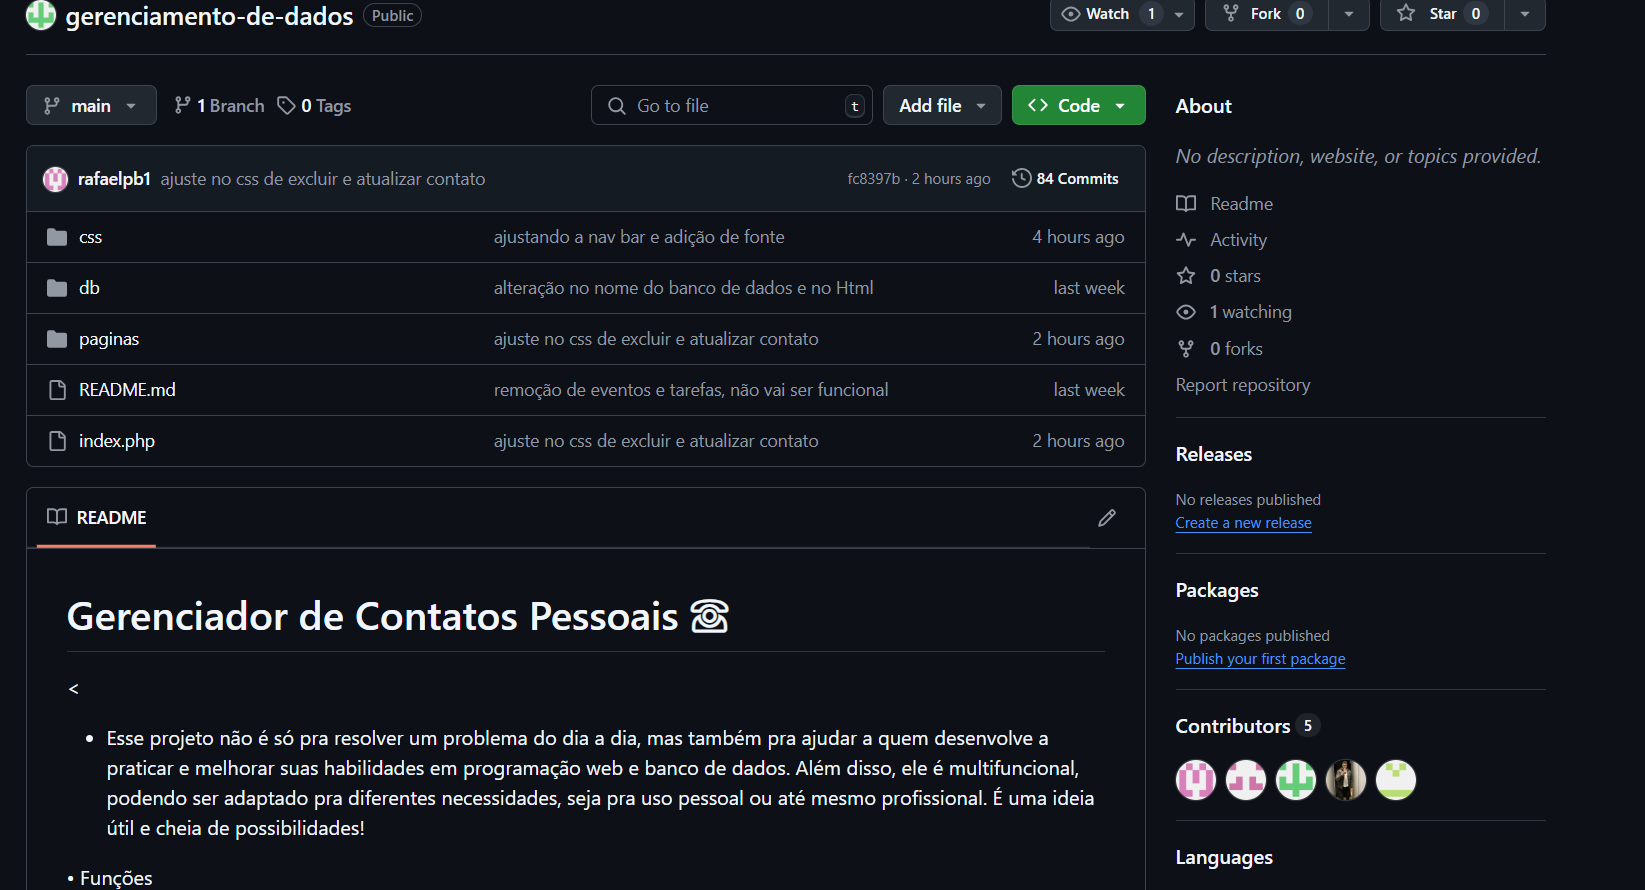 gerenciamento-de-dados Public Watch 1 Fork 0 Star 0
main 1 Branch 0 Tags Go to file t Add file Code
rafaelpb1 ajuste no css de excluir e atualizar contato fc8397b · 2 hours ago 84 Commits
css ajustando a nav bar e adição de fonte 4 hours ago
db alteração no nome do banco de dados e no Html last week
paginas ajuste no css de excluir e atualizar contato 2 hours ago
README.md remoção de eventos e tarefas, não vai ser funcional last week
index.php ajuste no css de excluir e atualizar contato 2 hours ago
README
Gerenciador de Contatos Pessoais ☎
<
• Esse projeto não é só pra resolver um problema do dia a dia, mas também pra ajudar a quem desenvolve a
praticar e melhorar suas habilidades em programação web e banco de dados. Além disso, ele é multifuncional,
podendo ser adaptado pra diferentes necessidades, seja pra uso pessoal ou até mesmo profissional. É uma ideia
útil e cheia de possibilidades!
• Funções
About
No description, website, or topics provided.
Readme
Activity
0 stars
1 watching
0 forks
Report repository
Releases
No releases published
Create a new release
Packages
No packages published
Publish your first package
Contributors 5
Languages